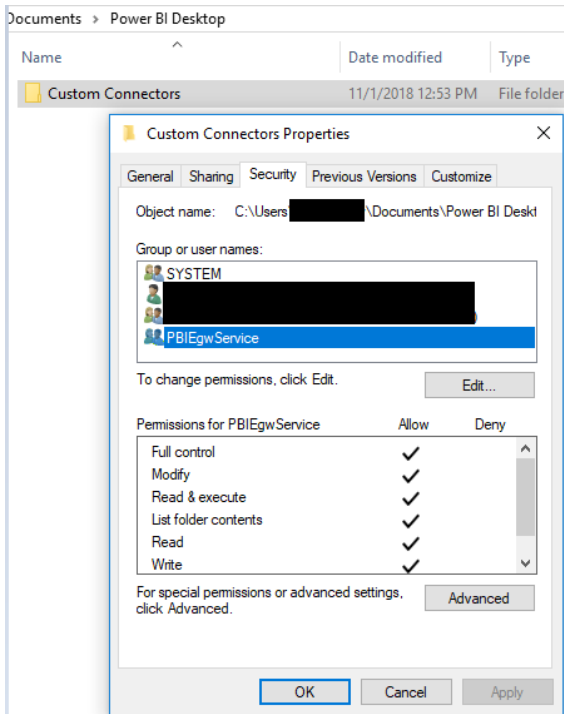 Documents > Power BI Desktop
Name Date modified Type
Custom Connectors 11/1/2018 12:53 PM File folder
Custom Connectors Properties
General Sharing Security Previous Versions Customize
Object name: C:\Users \Documents\Power BI Deskt
Group or user names:
SYSTEM
PBIEgwService
To change permissions, click Edit.
Edit...
Permissions for PBIEgwService Allow Deny
Full control
Modify
Read & execute
List folder contents
Read
Write
For special permissions or advanced settings,
click Advanced.
Advanced
OK Cancel Apply